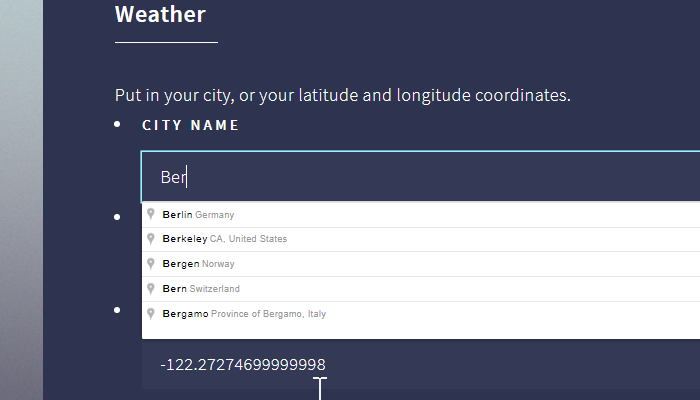 Weather
Put in your city, or your latitude and longitude coordinates.
CITY NAME
Ber
Berlin Germany
Berkeley CA, United States
Bergen Norway
Bern Switzerland
Bergamo Province of Bergamo, Italy
-122.27274699999998